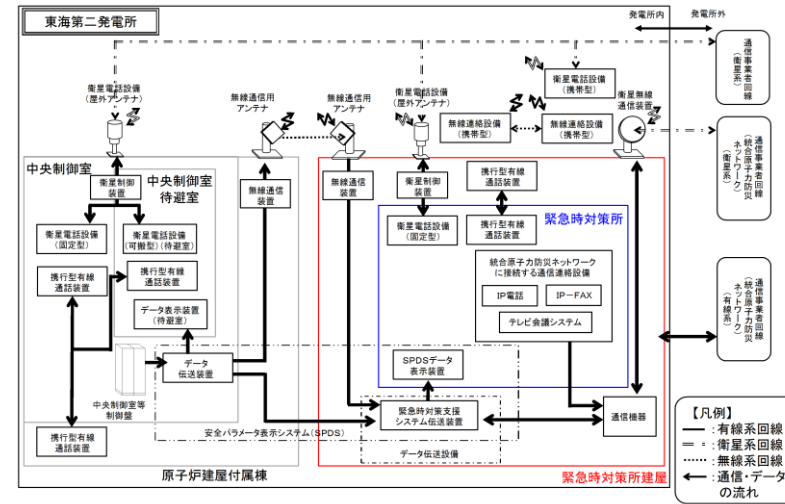 東海第二発電所
発電所内
発電所外
通信事業者回線
（衛星系）
衛星電話設備
（屋外アンテナ）
無線通信用
アンテナ
無線通信用
アンテナ
衛星電話設備
（屋外アンテナ）
衛星電話設備
（携帯型）
衛星無線
通信装置
無線連絡設備
（携帯型）
無線連絡設備
（携帯型）
通信事業者回線
（統合原子力防災
ネットワーク）
（衛星系）
中央制御室
衛星制御
装置
中央制御室
待避室
無線通信
装置
無線通信
装置
衛星制御
装置
携行型有線
通話装置
緊急時対策所
衛星電話設備
（固定型）
衛星電話設備
（可搬型）（待避室）
衛星電話設備
（固定型）
携行型有線
通話装置
携行型有線
通話装置
携行型有線
通話装置
統合原子力防災ネットワーク
に接続する通信連絡設備
IP電話
IP－FAX
テレビ会議システム
通信事業者回線
（統合原子力防災
ネットワーク）
（有線系）
データ表示装置
（待避室）
データ
伝送装置
中央制御室等
制御盤
SPDSデータ
表示装置
緊急時対策支援
システム伝送装置
通信機器
安全パラメータ表示システム（SPDS）
データ伝送設備
携行型有線
通話装置
原子炉建屋付属棟
緊急時対策所建屋
【凡例】
：有線系回線
：衛星系回線
：無線系回線
：通信・データ
の流れ